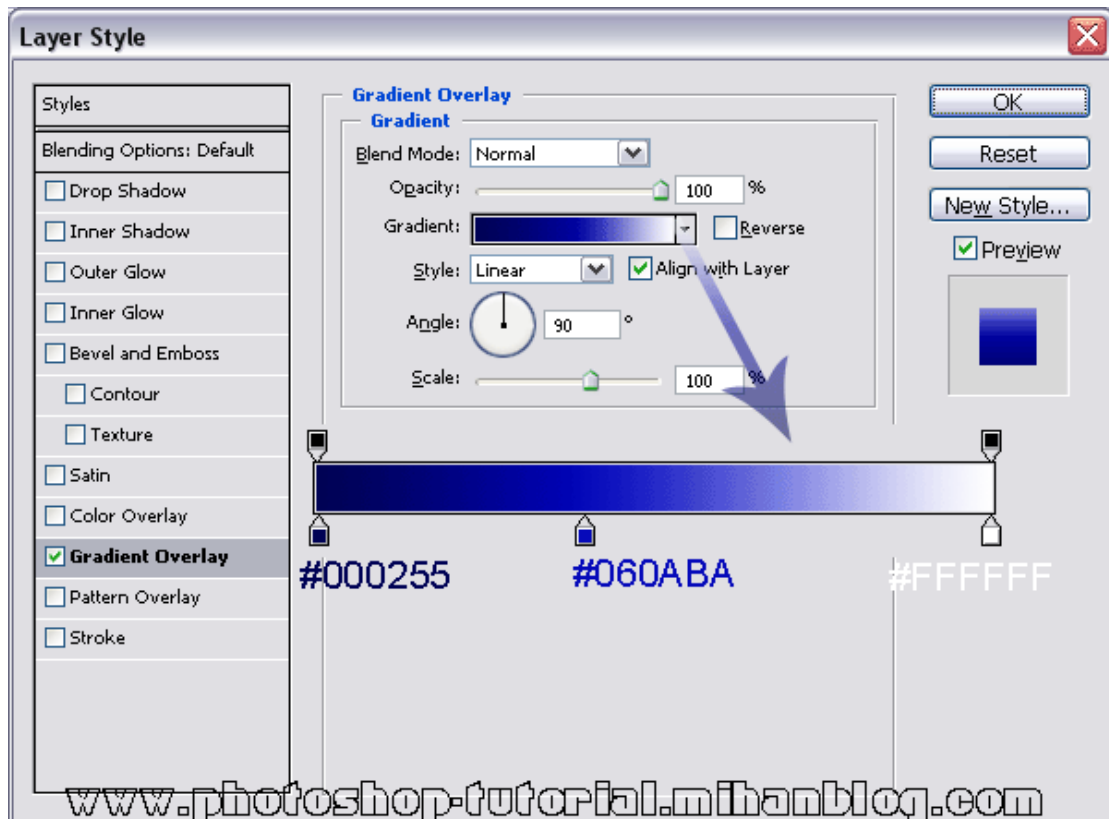 Layer Style
Styles
Blending Options: Default
Drop Shadow
Inner Shadow
Outer Glow
Inner Glow
Bevel and Emboss
Contour
Texture
Satin
Color Overlay
Gradient Overlay
Pattern Overlay
Stroke
Gradient Overlay
Gradient
Blend Mode: Normal
Opacity: 100 %
Gradient: Reverse
Style: Linear Align with Layer
Angle: 90 °
Scale: 100 %
OK
Reset
New Style...
Preview
#000255 #060ABA #FFFFFF
www.photoshop-tutorial.mihanblog.com